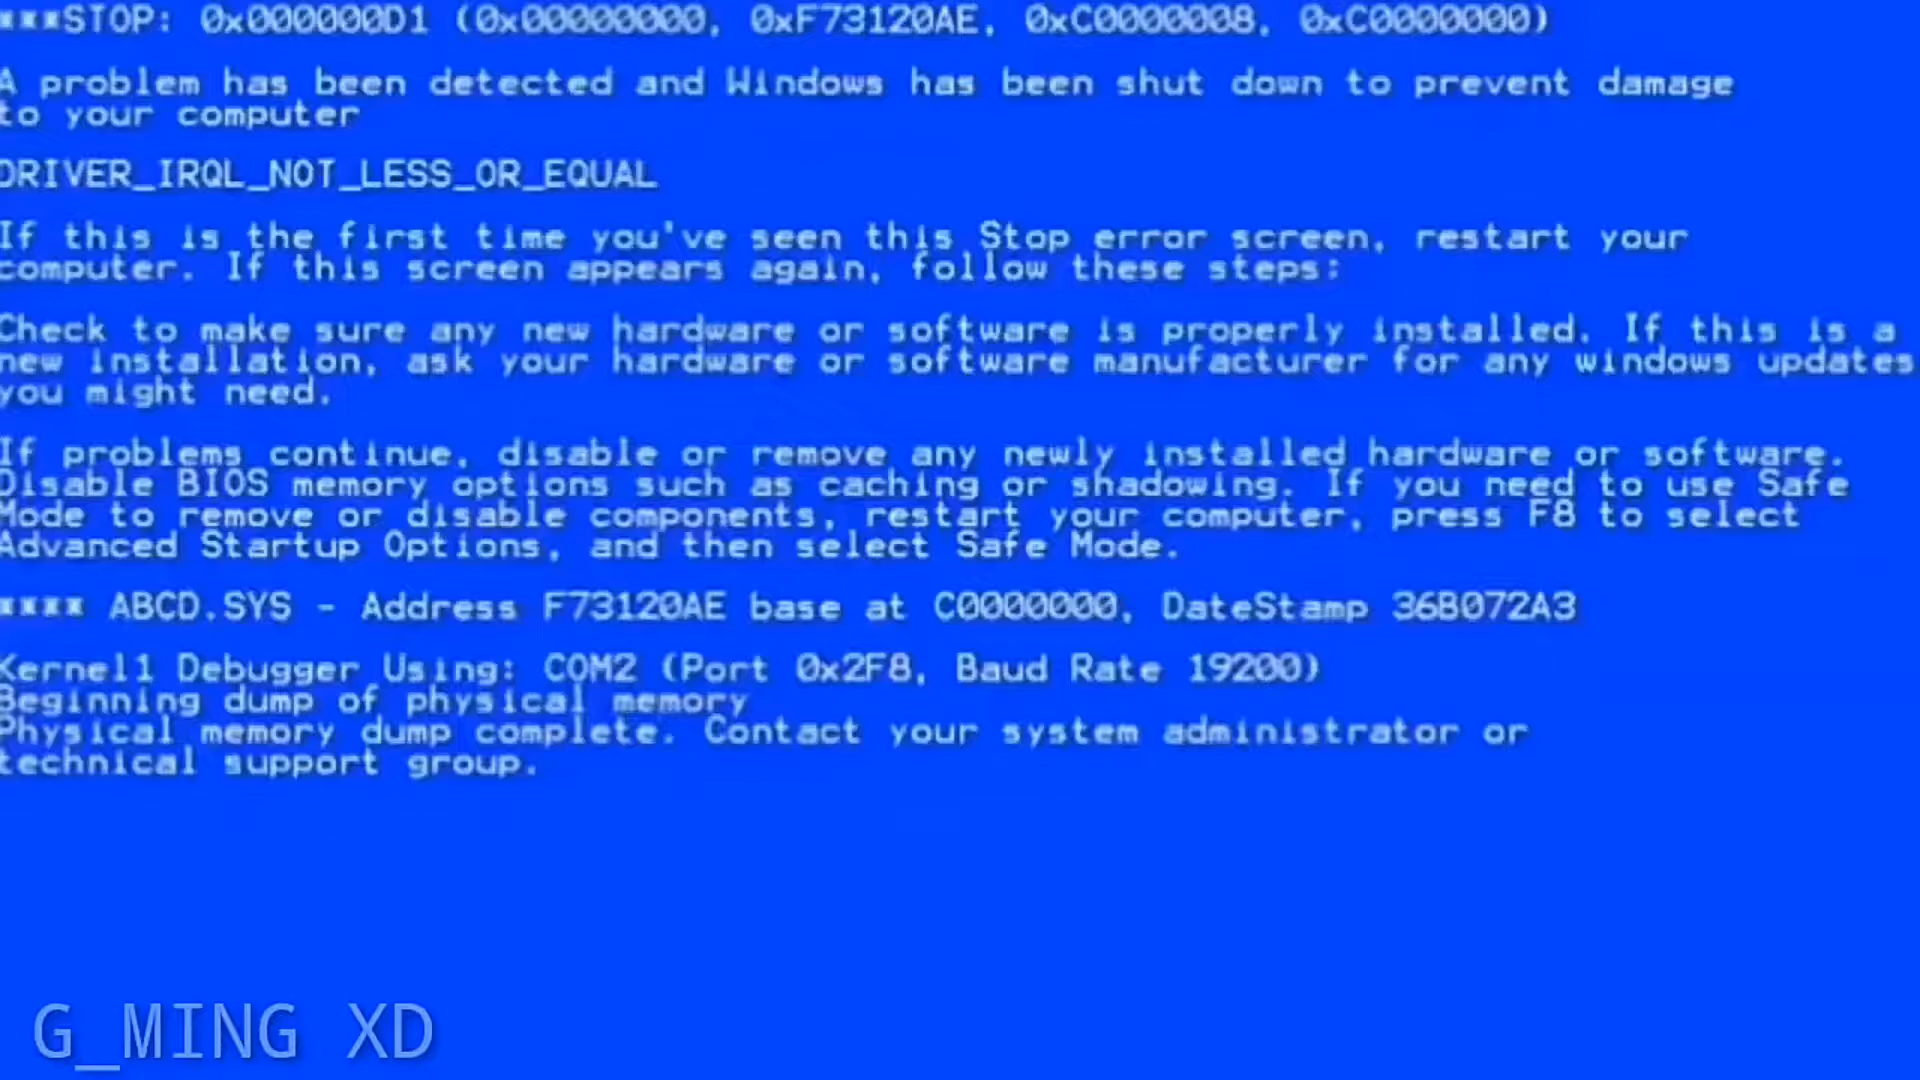 ***STOP: 0x000000D1 (0x00000000, 0xF73120AE, 0xC0000008, 0xC0000000)
A problem has been detected and Windows has been shut down to prevent damage
to your computer
DRIVER_IRQL_NOT_LESS_OR_EQUAL
If this is the first time you've seen this Stop error screen, restart your
computer. If this screen appears again, follow these steps:
Check to make sure any new hardware or software is properly installed. If this is a
new installation, ask your hardware or software manufacturer for any windows updates
you might need.
If problems continue, disable or remove any newly installed hardware or software.
Disable BIOS memory options such as caching or shadowing. If you need to use Safe
Mode to remove or disable components, restart your computer, press F8 to select
Advanced Startup Options, and then select Safe Mode.
**** ABCD.SYS - Address F73120AE base at C0000000, DateStamp 36B072A3
Kernel1 Debugger Using: COM2 (Port 0x2F8, Baud Rate 19200)
Beginning dump of physical memory
Physical memory dump complete. Contact your system administrator or
technical support group.
G_MING XD